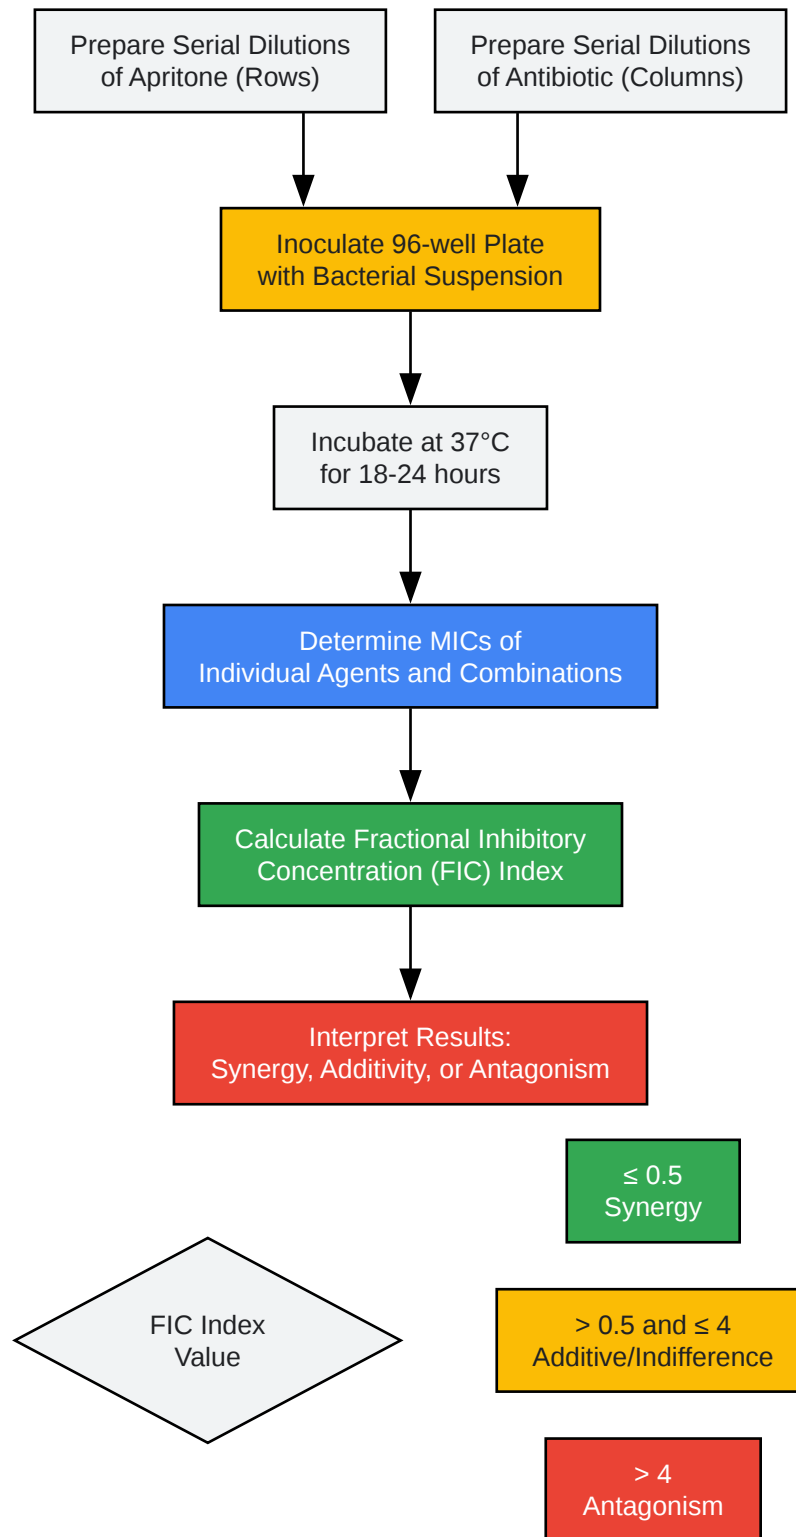 Prepare Serial Dilutions
of Apritone (Rows)
Prepare Serial Dilutions
of Antibiotic (Columns)
Inoculate 96-well Plate
with Bacterial Suspension
Incubate at 37°C
for 18-24 hours
Determine MICs of
Individual Agents and Combinations
Calculate Fractional Inhibitory
Concentration (FIC) Index
Interpret Results:
Synergy, Additivity, or Antagonism
≤ 0.5
Synergy
FIC Index
Value
> 0.5 and ≤ 4
Additive/Indifference
> 4
Antagonism